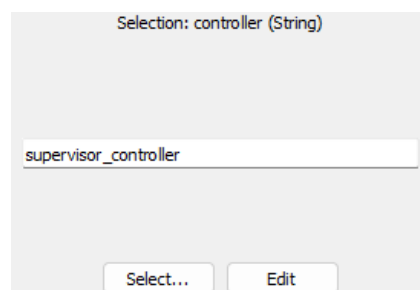 Selection: controller (String)
supervisor_controller
Select... Edit